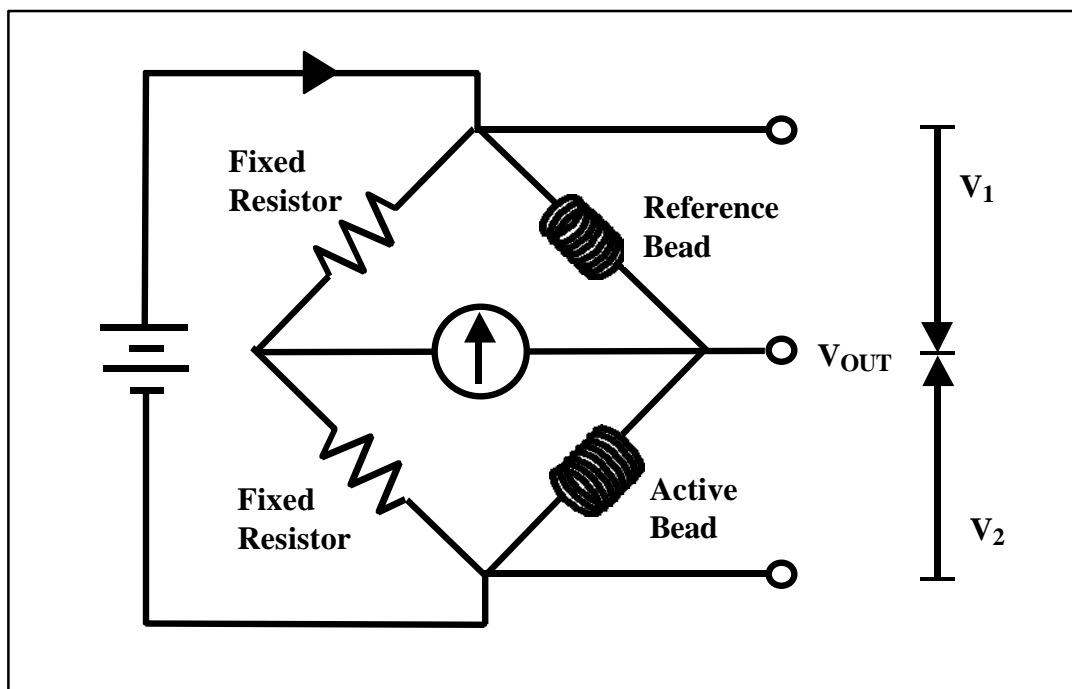 Fixed
Resistor
Reference
Bead
V1
VOUT
Fixed
Resistor
Active
Bead
V2